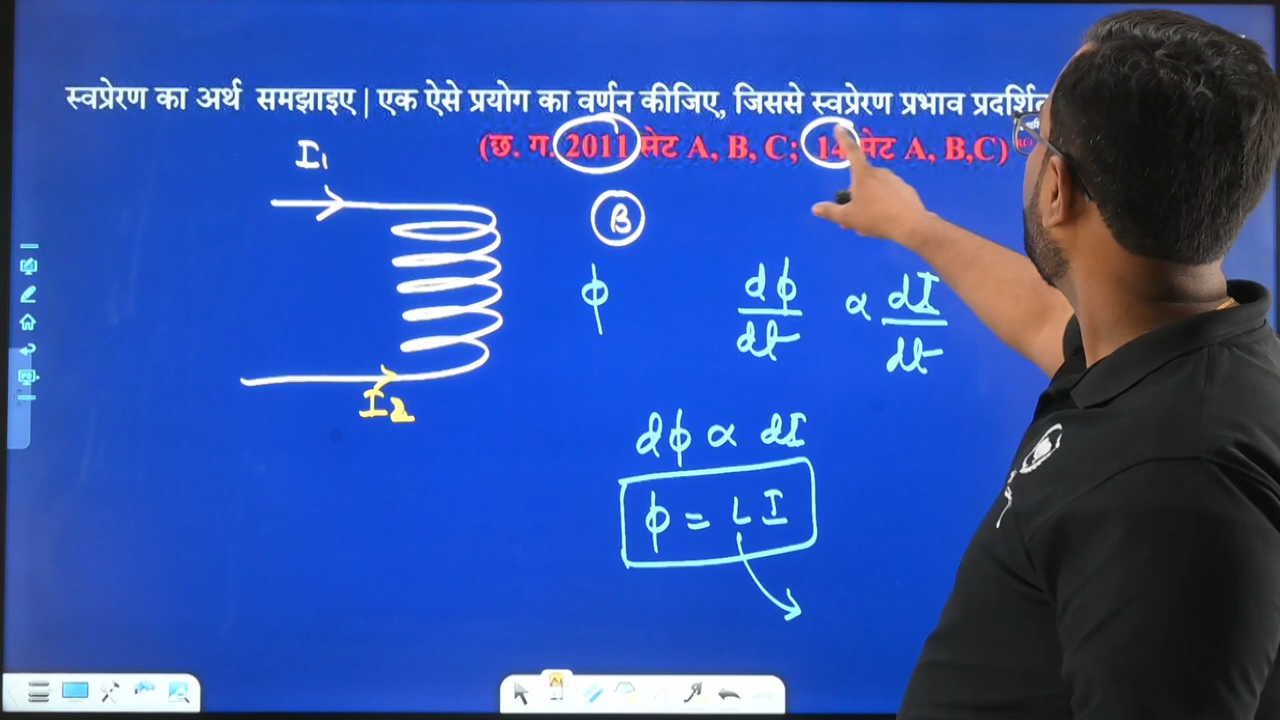 स्वप्रेरण का अर्थ समझाइए | एक ऐसे प्रयोग का वर्णन कीजिए, जिससे स्वप्रेरण प्रभाव
(छ. ग. 2011 सेट A, B, C; 14 सेट A, B,C)
I₁
B
ϕ dϕ/dt ∝ dI/dt
I₂
dϕ ∝ dI
ϕ = LI